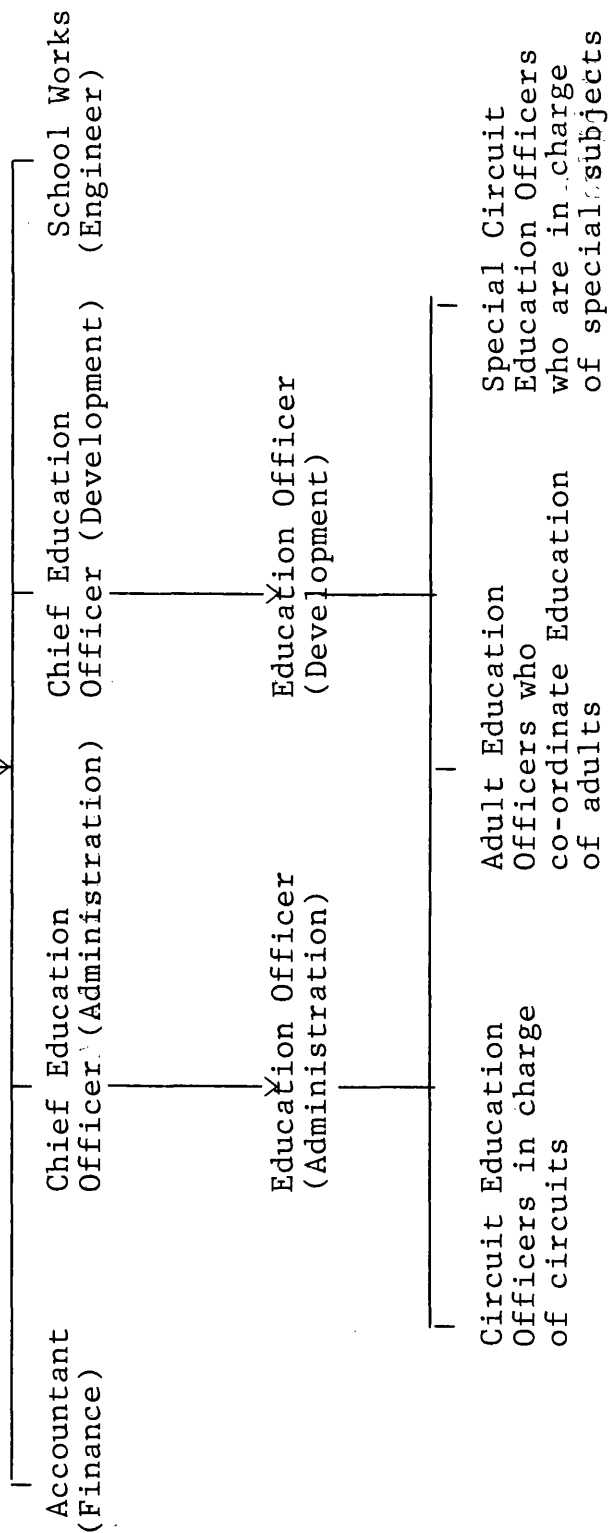 Accountant
(Finance)
Chief Education
Officer (Administration)
Chief Education
Officer (Development)
School Works
(Engineer)
Education Officer
(Administration)
Education Officer
(Development)
Circuit Education
Officers in charge
of circuits
Adult Education
Officers who
co-ordinate Education
of adults
Special Circuit
Education Officers
who are in charge
of special subjects